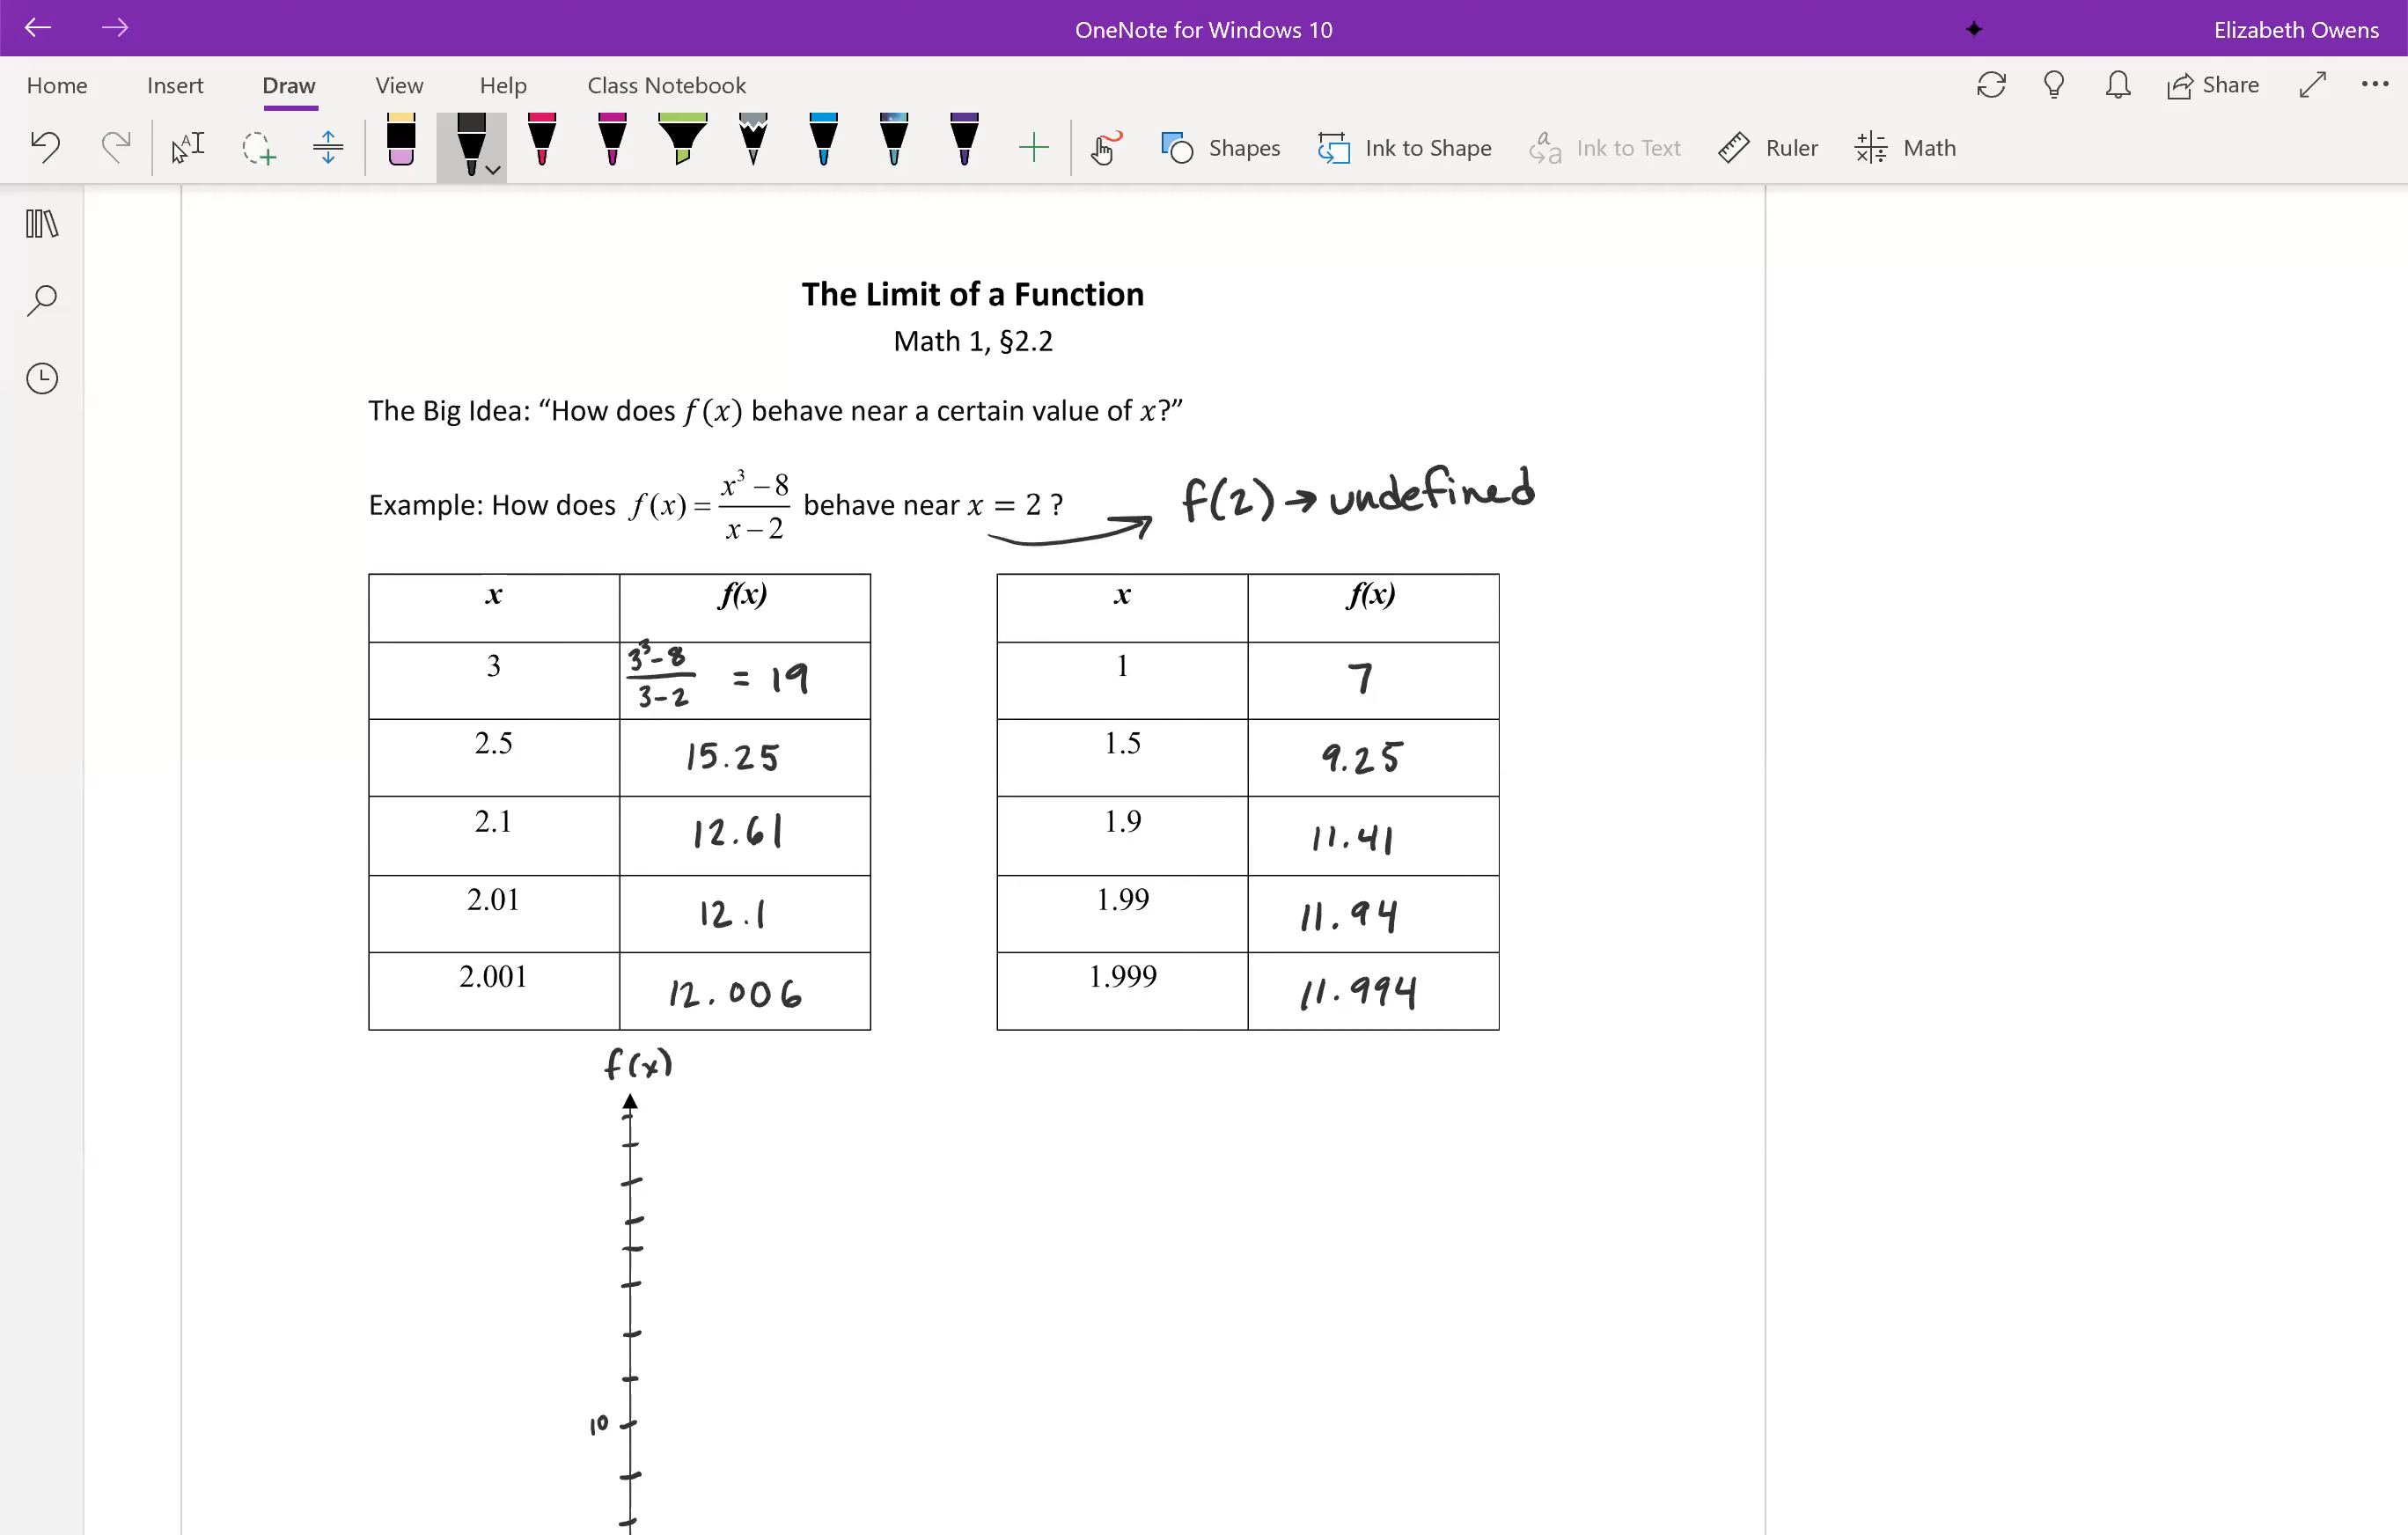 OneNote for Windows 10
Elizabeth Owens
Home Insert Draw View Help Class Notebook Share
Shapes Ink to Shape Ink to Text Ruler Math
The Limit of a Function
Math 1, §2.2
The Big Idea: “How does f(x) behave near a certain value of x?”
Example: How does f(x) = (x³ – 8)/(x – 2) behave near x = 2 ? f(2) → undefined
x f(x) x f(x)
3 (3³-8)/(3-2) = 19 1 7
2.5 15.25 1.5 9.25
2.1 12.61 1.9 11.41
2.01 12.1 1.99 11.94
2.001 12.006 1.999 11.994
f(x)
10